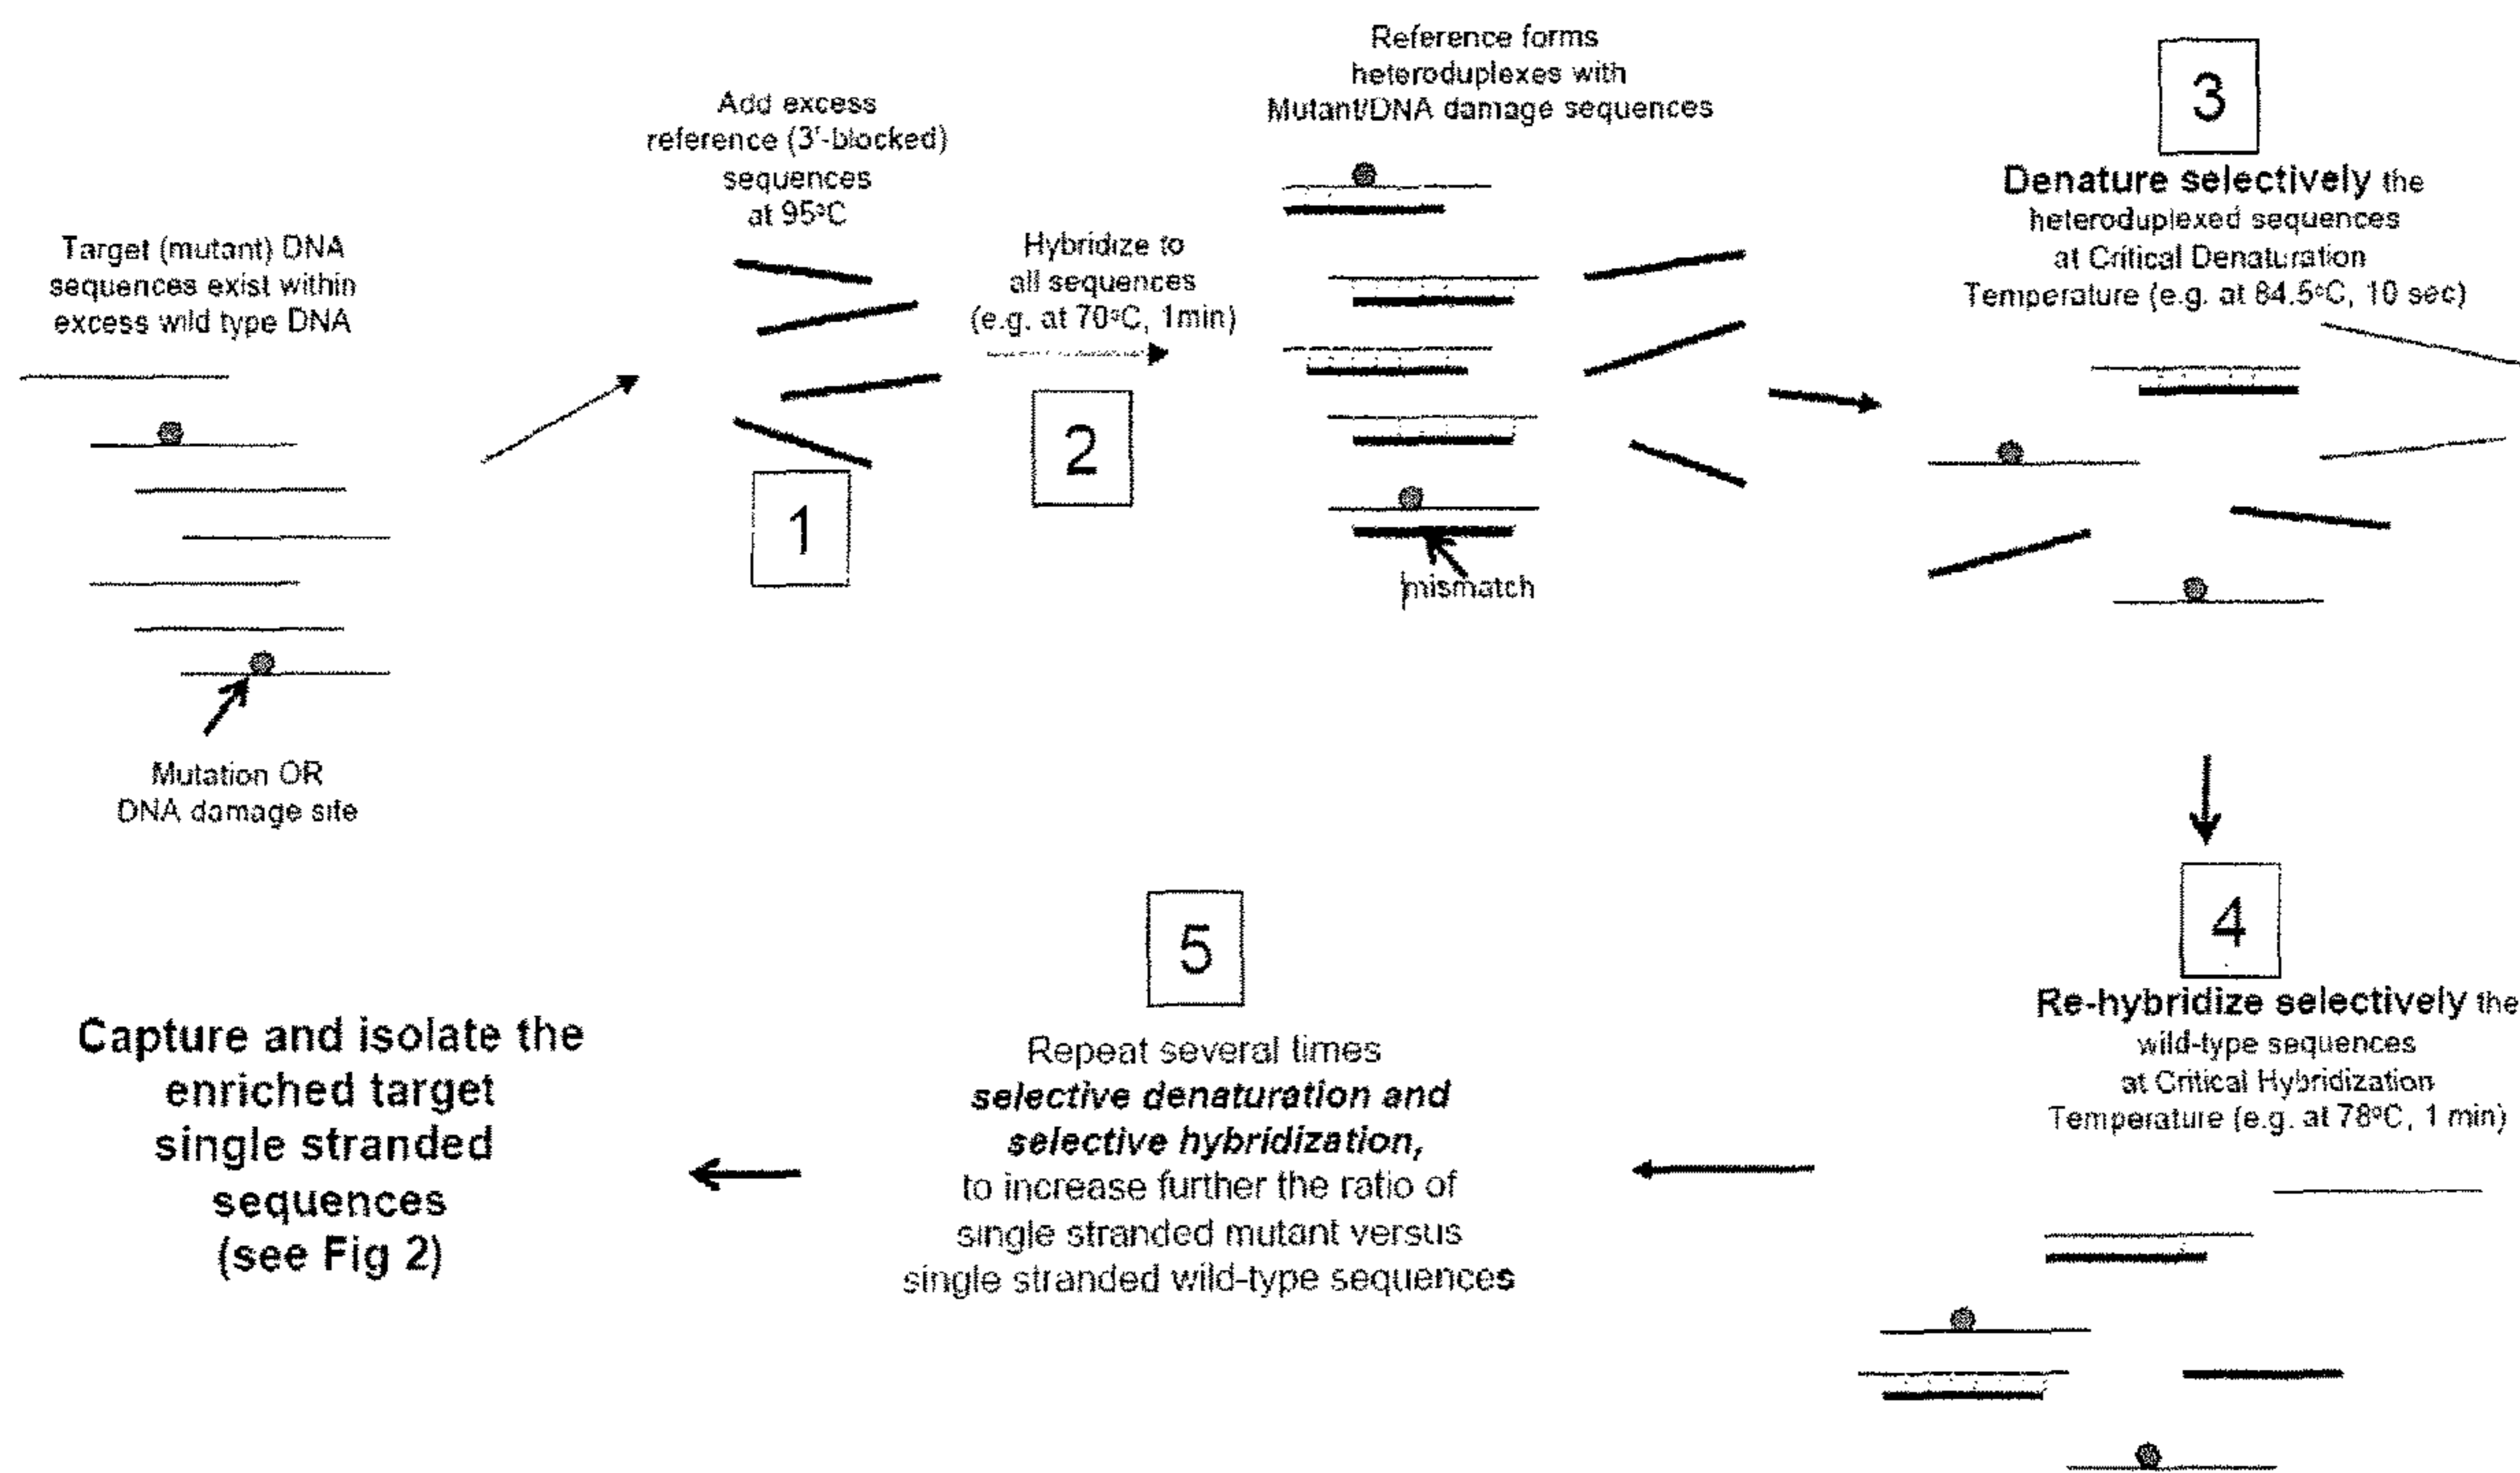 Target (mutant) DNA
sequences exist within
excess wild type DNA
Mutation OR
DNA damage site
Add excess
reference (3'-blocked)
sequences
at 95ºC
1
Hybridize to
all sequences
(e.g. at 70ºC, 1min)
2
Reference forms
heteroduplexes with
Mutant/DNA damage sequences
mismatch
3
Denature selectively the
heteroduplexed sequences
at Critical Denaturation
Temperature (e.g. at 84.5ºC, 10 sec)
4
Re-hybridize selectively the
wild-type sequences
at Critical Hybridization
Temperature (e.g. at 78ºC, 1 min)
5
Repeat several times
selective denaturation and
selective hybridization,
to increase further the ratio of
single stranded mutant versus
single stranded wild-type sequences
Capture and isolate the
enriched target
single stranded
sequences
(see Fig 2)